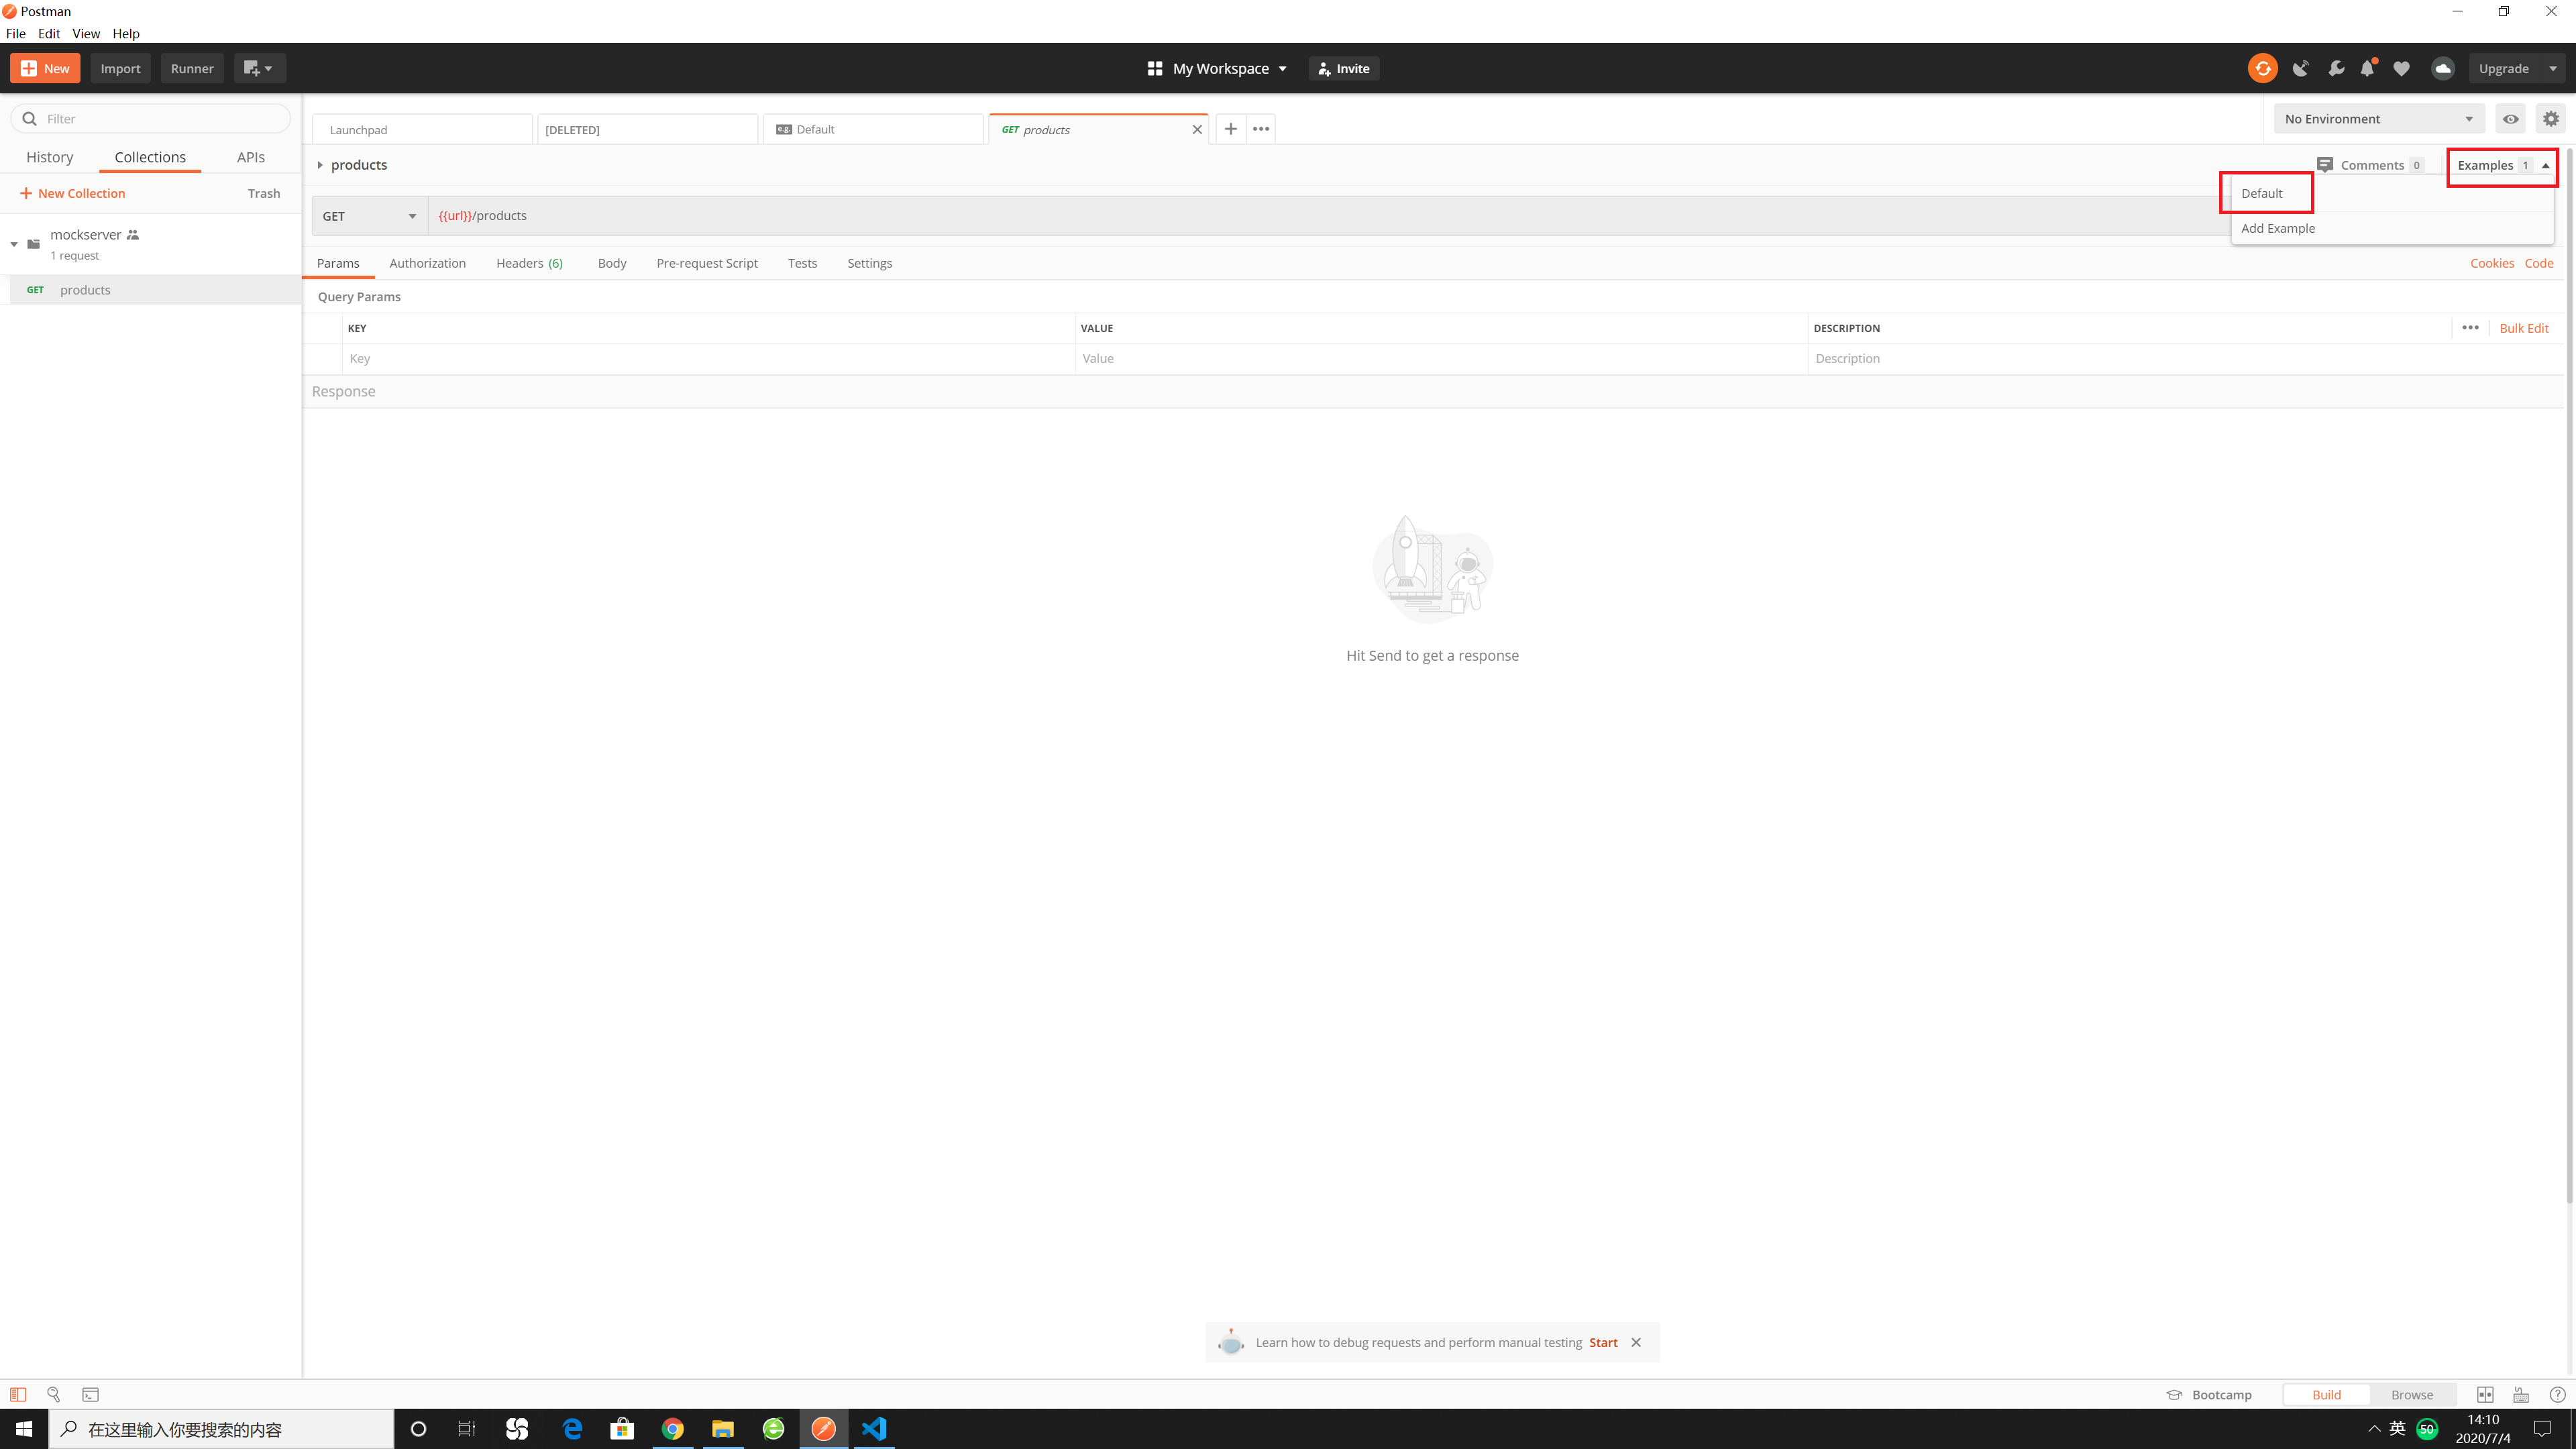 Postman
File Edit View Help
New Import Runner My Workspace Invite Upgrade
Filter
Launchpad [DELETED] e.g. Default GET products No Environment
History Collections APIs
products Comments 0 Examples 1
New Collection Trash
Default
GET {{url}}/products
Add Example
mockserver
1 request
Params Authorization Headers (6) Body Pre-request Script Tests Settings Cookies Code
GET products
Query Params
KEY VALUE DESCRIPTION Bulk Edit
Key Value Description
Response
Hit Send to get a response
Learn how to debug requests and perform manual testing Start
Bootcamp Build Browse
在这里输入你要搜索的内容
英 50 14:10
2020/7/4